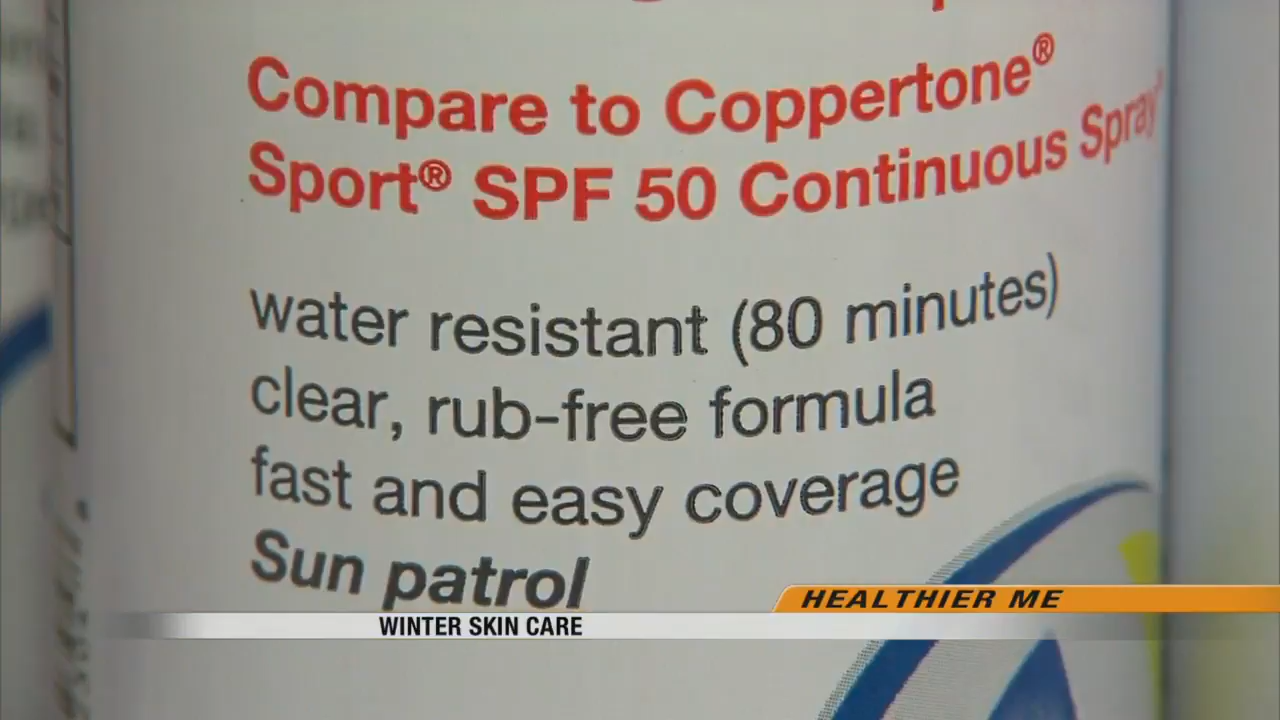 Compare to Coppertone®
Sport® SPF 50 Continuous Spray
water resistant (80 minutes)
clear, rub-free formula
fast and easy coverage
Sun patrol
HEALTHIER ME
WINTER SKIN CARE